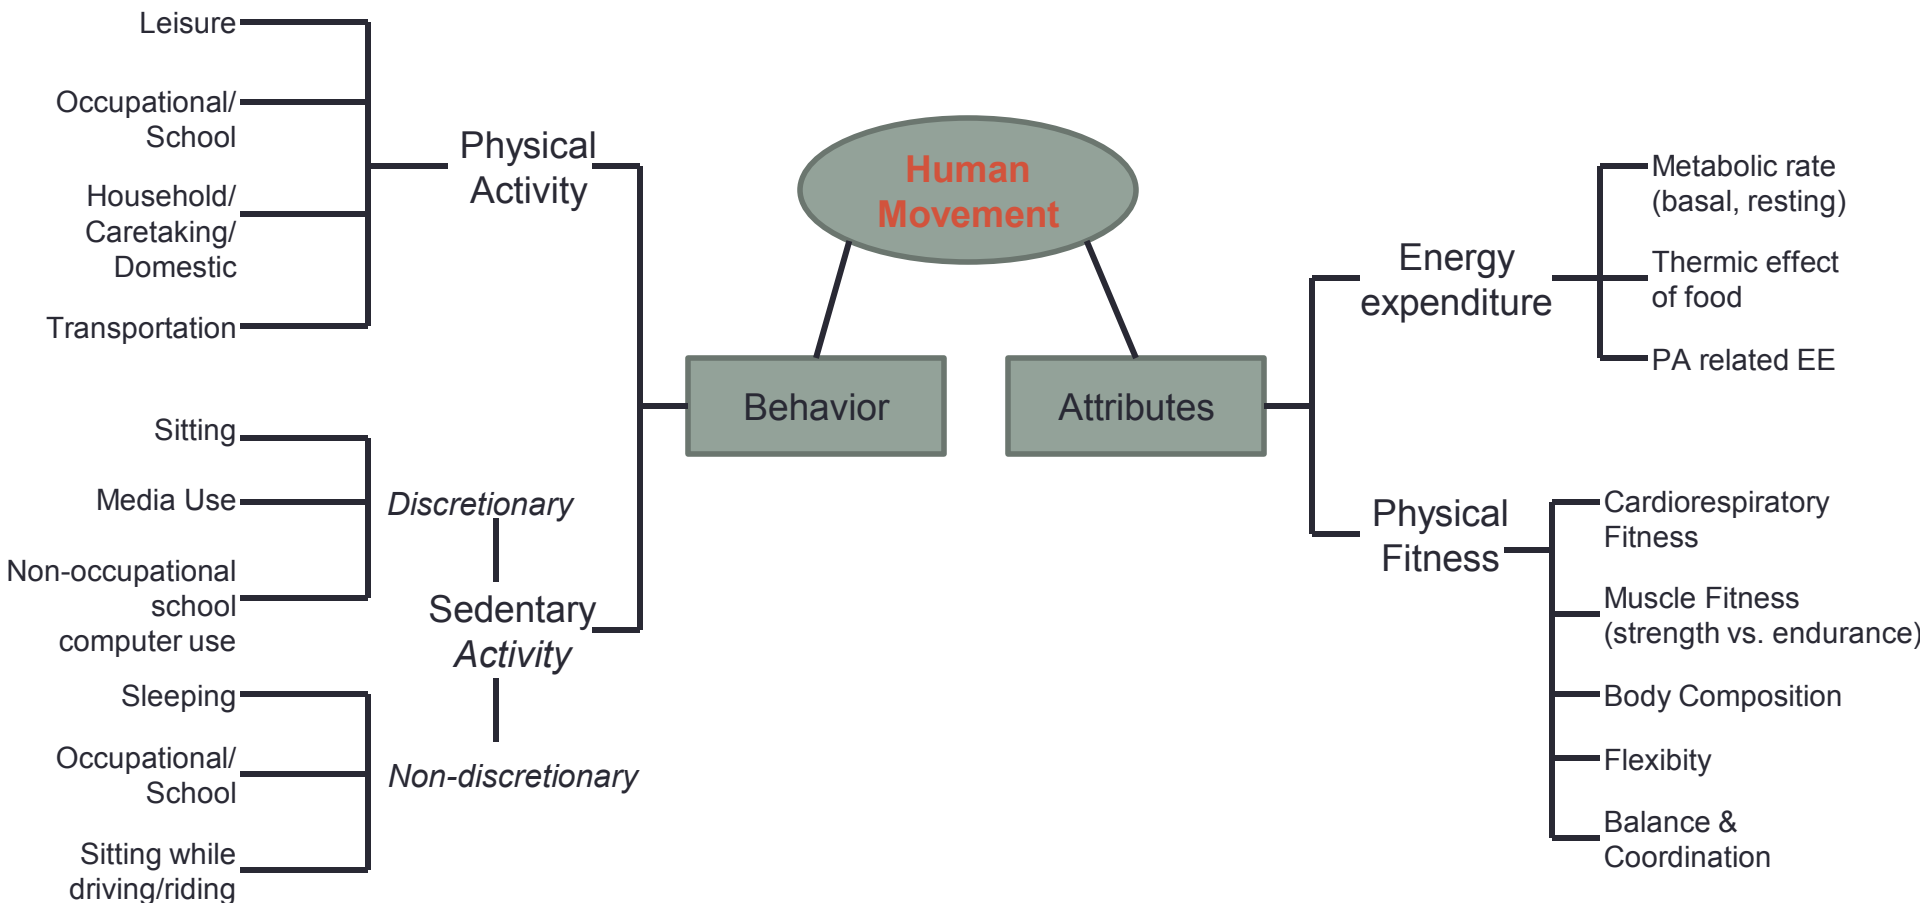 Human
Movement
Behavior
Attributes
Physical
Activity
Leisure
Occupational/
School
Household/
Caretaking/
Domestic
Transportation
Sedentary
Activity
Discretionary
Sitting
Media Use
Non-occupational
school
computer use
Non-discretionary
Sleeping
Occupational/
School
Sitting while
driving/riding
Energy
expenditure
Metabolic rate
(basal, resting)
Thermic effect
of food
PA related EE
Physical
Fitness
Cardiorespiratory
Fitness
Muscle Fitness
(strength vs. endurance)
Body Composition
Flexibity
Balance &
Coordination